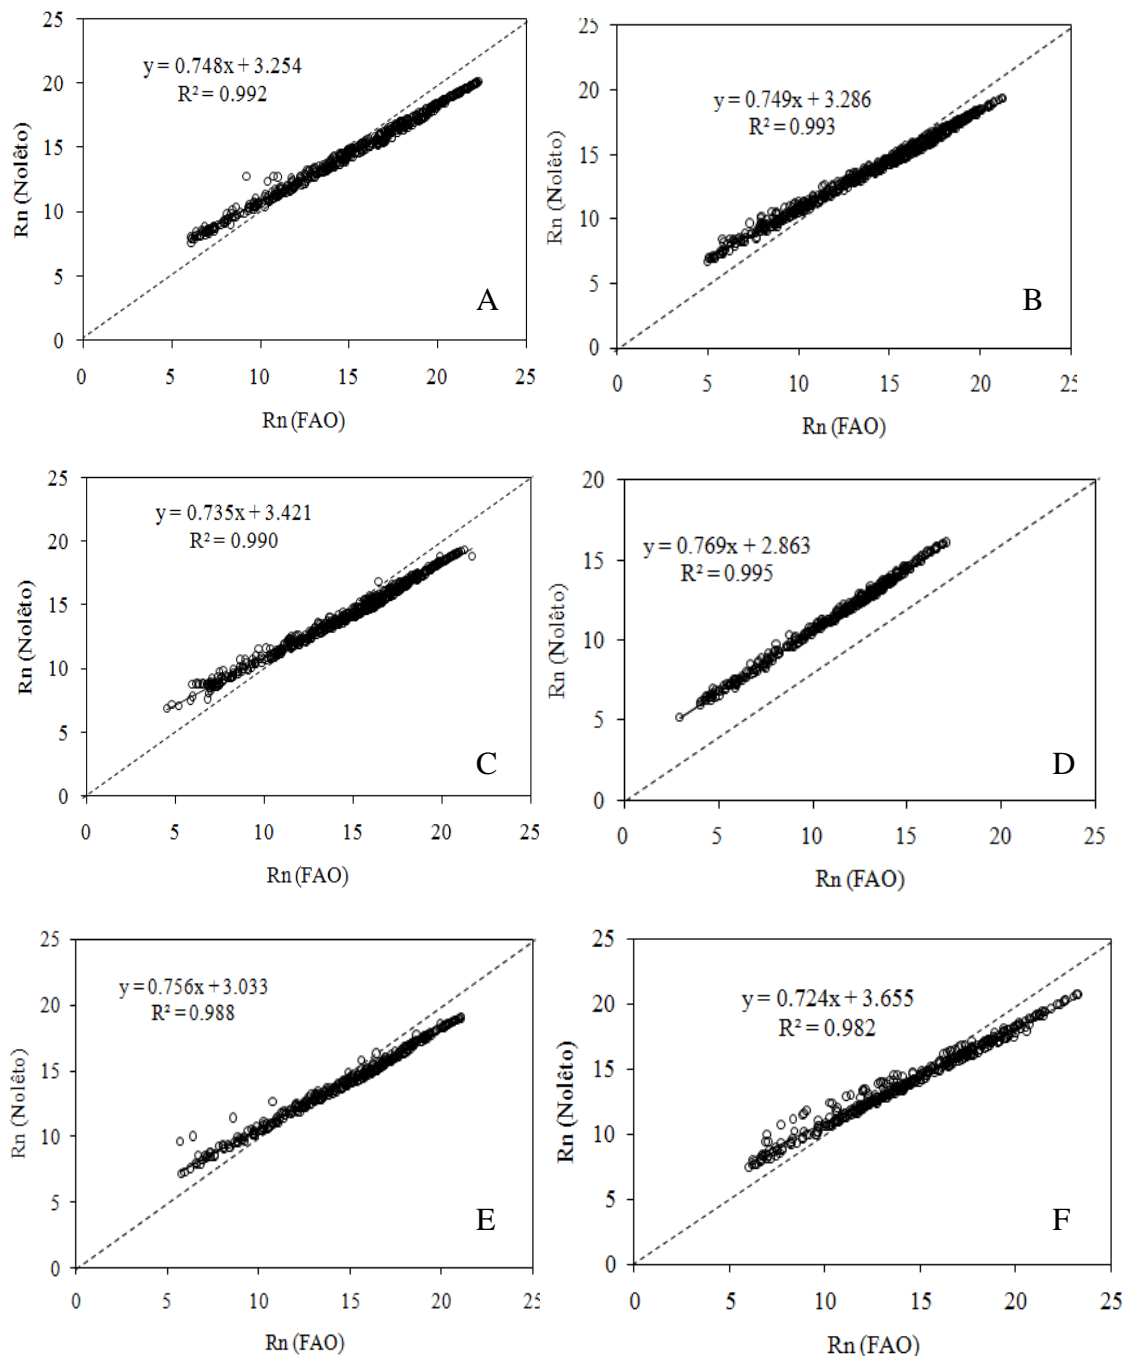 25
20
15
10
5
0
Rn (Nolêto)
y = 0.748x + 3.254
R² = 0.992
A
0 5 10 15 20 25
Rn (FAO)
25
20
15
10
5
0
Rn (Nolêto)
y = 0.749x + 3.286
R² = 0.993
B
0 5 10 15 20 25
Rn (FAO)
25
20
15
10
5
0
Rn (Nolêto)
y = 0.735x + 3.421
R² = 0.990
C
0 5 10 15 20 25
Rn (FAO)
20
15
10
5
0
Rn (Nolêto)
y = 0.769x + 2.863
R² = 0.995
D
0 5 10 15 20 25
Rn (FAO)
25
20
15
10
5
0
Rn (Nolêto)
y = 0.756x + 3.033
R² = 0.988
E
0 5 10 15 20 25
Rn (FAO)
25
20
15
10
5
0
Rn (Nolêto)
y = 0.724x + 3.655
R² = 0.982
F
0 5 10 15 20 25
Rn (FAO)